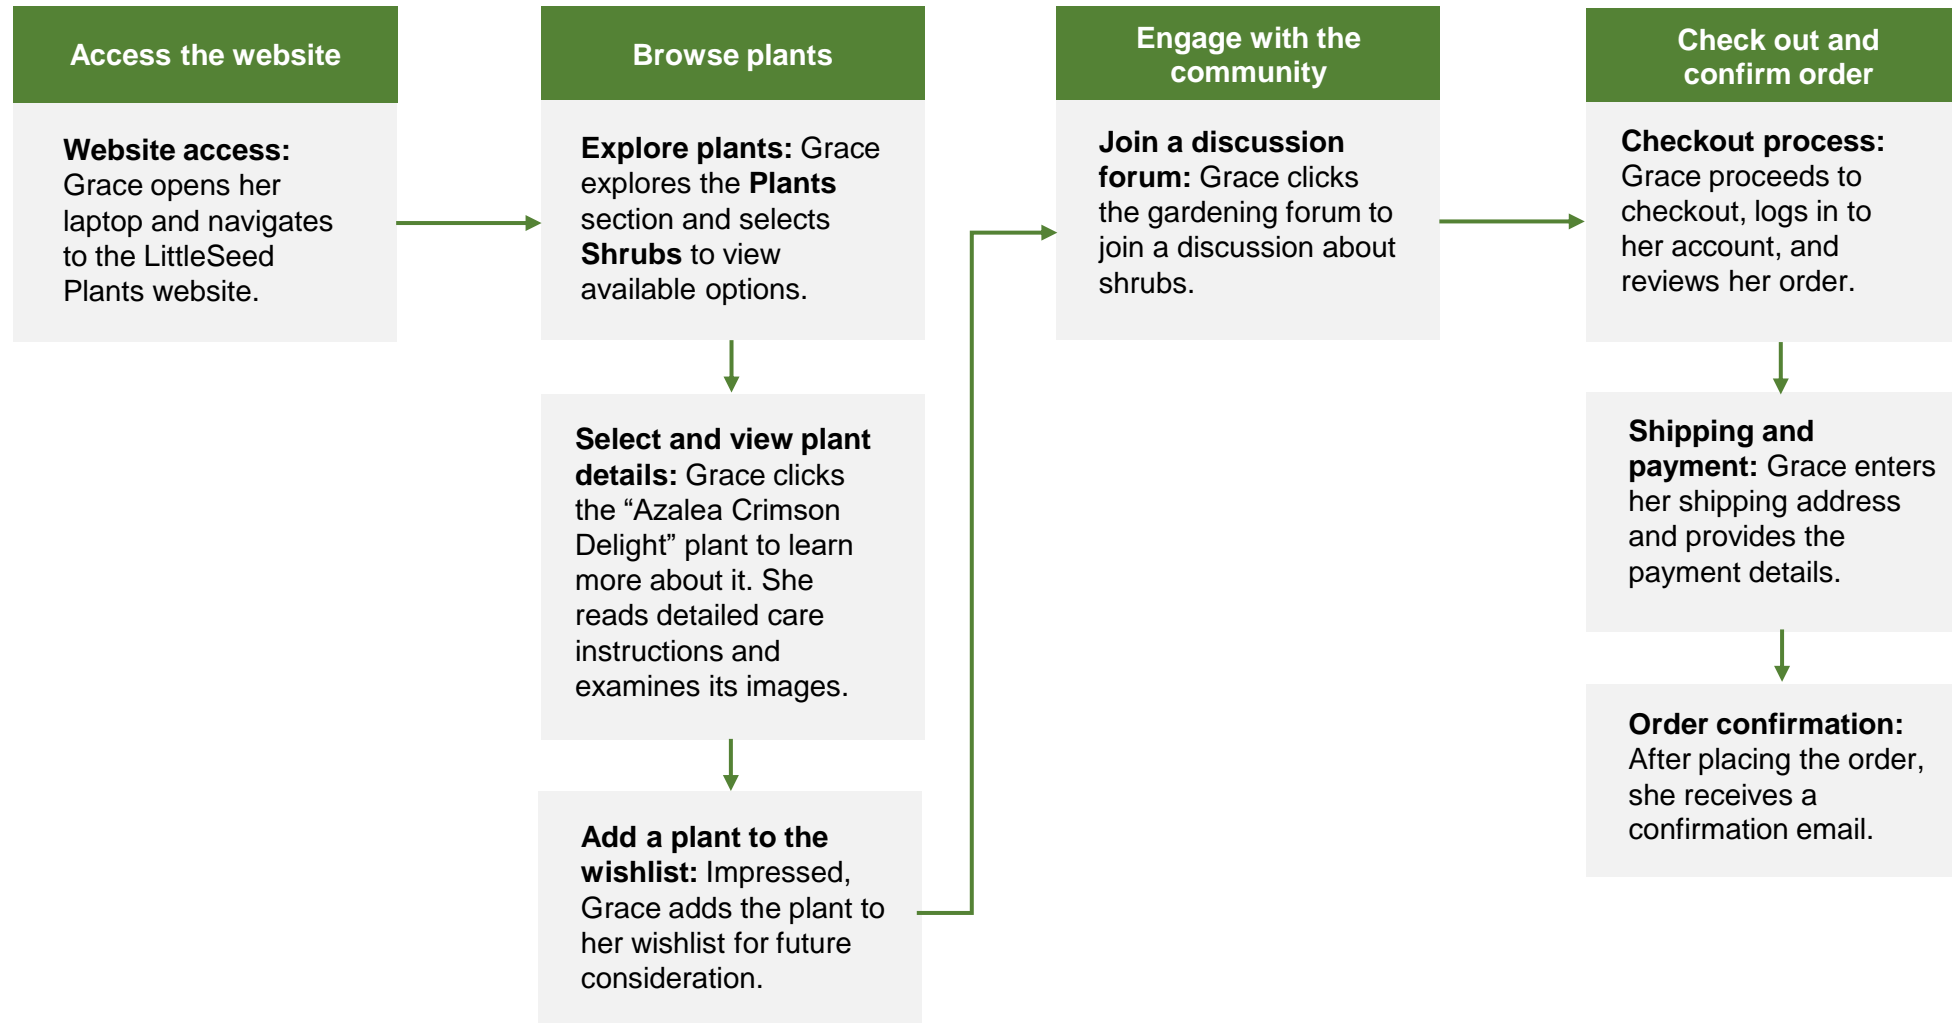 Access the website
Website access:
Grace opens her
laptop and navigates
to the LittleSeed
Plants website.
Browse plants
Explore plants: Grace
explores the Plants
section and selects
Shrubs to view
available options.
Select and view plant
details: Grace clicks
the “Azalea Crimson
Delight” plant to learn
more about it. She
reads detailed care
instructions and
examines its images.
Add a plant to the
wishlist: Impressed,
Grace adds the plant to
her wishlist for future
consideration.
Engage with the
community
Join a discussion
forum: Grace clicks
the gardening forum to
join a discussion about
shrubs.
Check out and
confirm order
Checkout process:
Grace proceeds to
checkout, logs in to
her account, and
reviews her order.
Shipping and
payment: Grace enters
her shipping address
and provides the
payment details.
Order confirmation:
After placing the order,
she receives a
confirmation email.